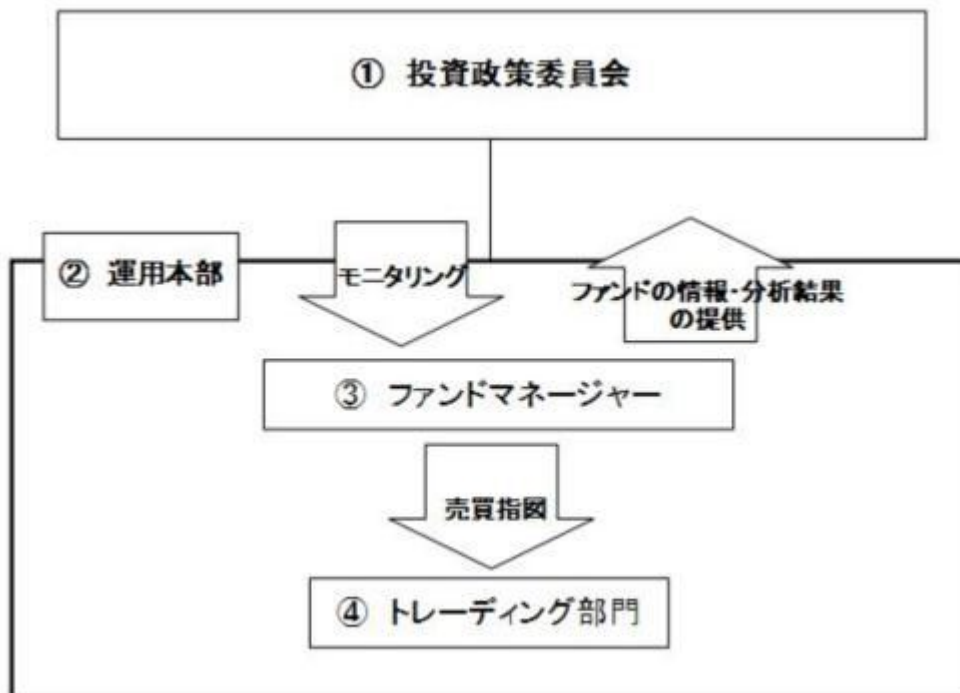 ① 投資政策委員会
② 運用本部
モニタリング
ファンドの情報・分析結果
の提供
③ ファンドマネージャー
売買指図
④ トレーディング部門